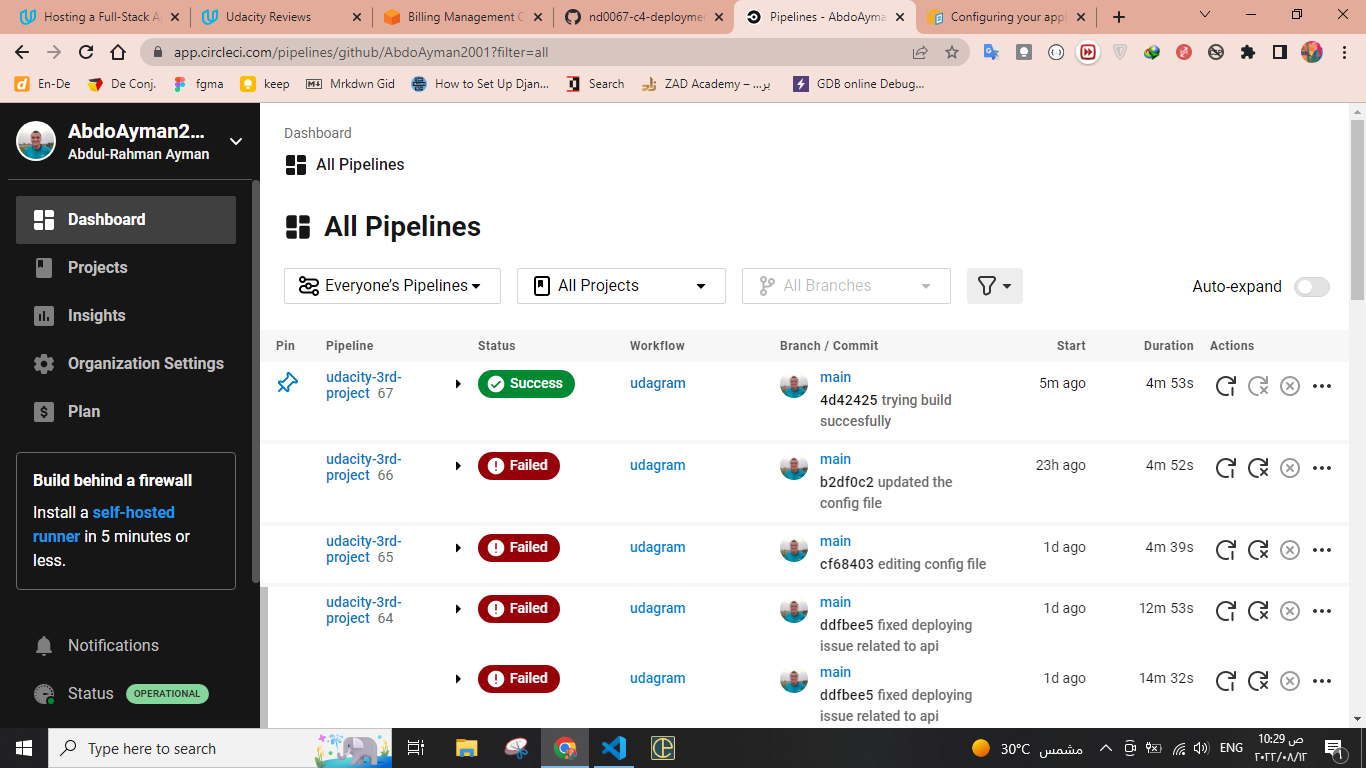 Hosting a Full-Stack A
Udacity Reviews
Billing Management C
nd0067-c4-deployme
Pipelines - AbdoAyma
Configuring your appl
app.circleci.com/pipelines/github/AbdoAyman2001?filter=all
En-De
De Conj.
fgma
keep
Mrkdwn Gid
How to Set Up Djan...
Search
ZAD Academy – ...بر
GDB online Debug...
AbdoAyman2...
Abdul-Rahman Ayman
Dashboard
Projects
Insights
Organization Settings
Plan
Build behind a firewall
Install a self-hosted
runner in 5 minutes or
less.
Notifications
Status OPERATIONAL
Dashboard
All Pipelines
All Pipelines
Everyone's Pipelines
All Projects
All Branches
Auto-expand
Pin Pipeline Status Workflow Branch / Commit Start Duration Actions
udacity-3rd-
project 67
Success
udagram
main
4d42425 trying build
succesfully
5m ago
4m 53s
udacity-3rd-
project 66
Failed
udagram
main
b2df0c2 updated the
config file
23h ago
4m 52s
udacity-3rd-
project 65
Failed
udagram
main
cf68403 editing config file
1d ago
4m 39s
udacity-3rd-
project 64
Failed
udagram
main
ddfbee5 fixed deploying
issue related to api
1d ago
12m 53s
Failed
udagram
main
ddfbee5 fixed deploying
issue related to api
1d ago
14m 32s
Type here to search
30°C مشمس
ENG
10:29 ص
٢٠٢٢/٠٨/١٢
1